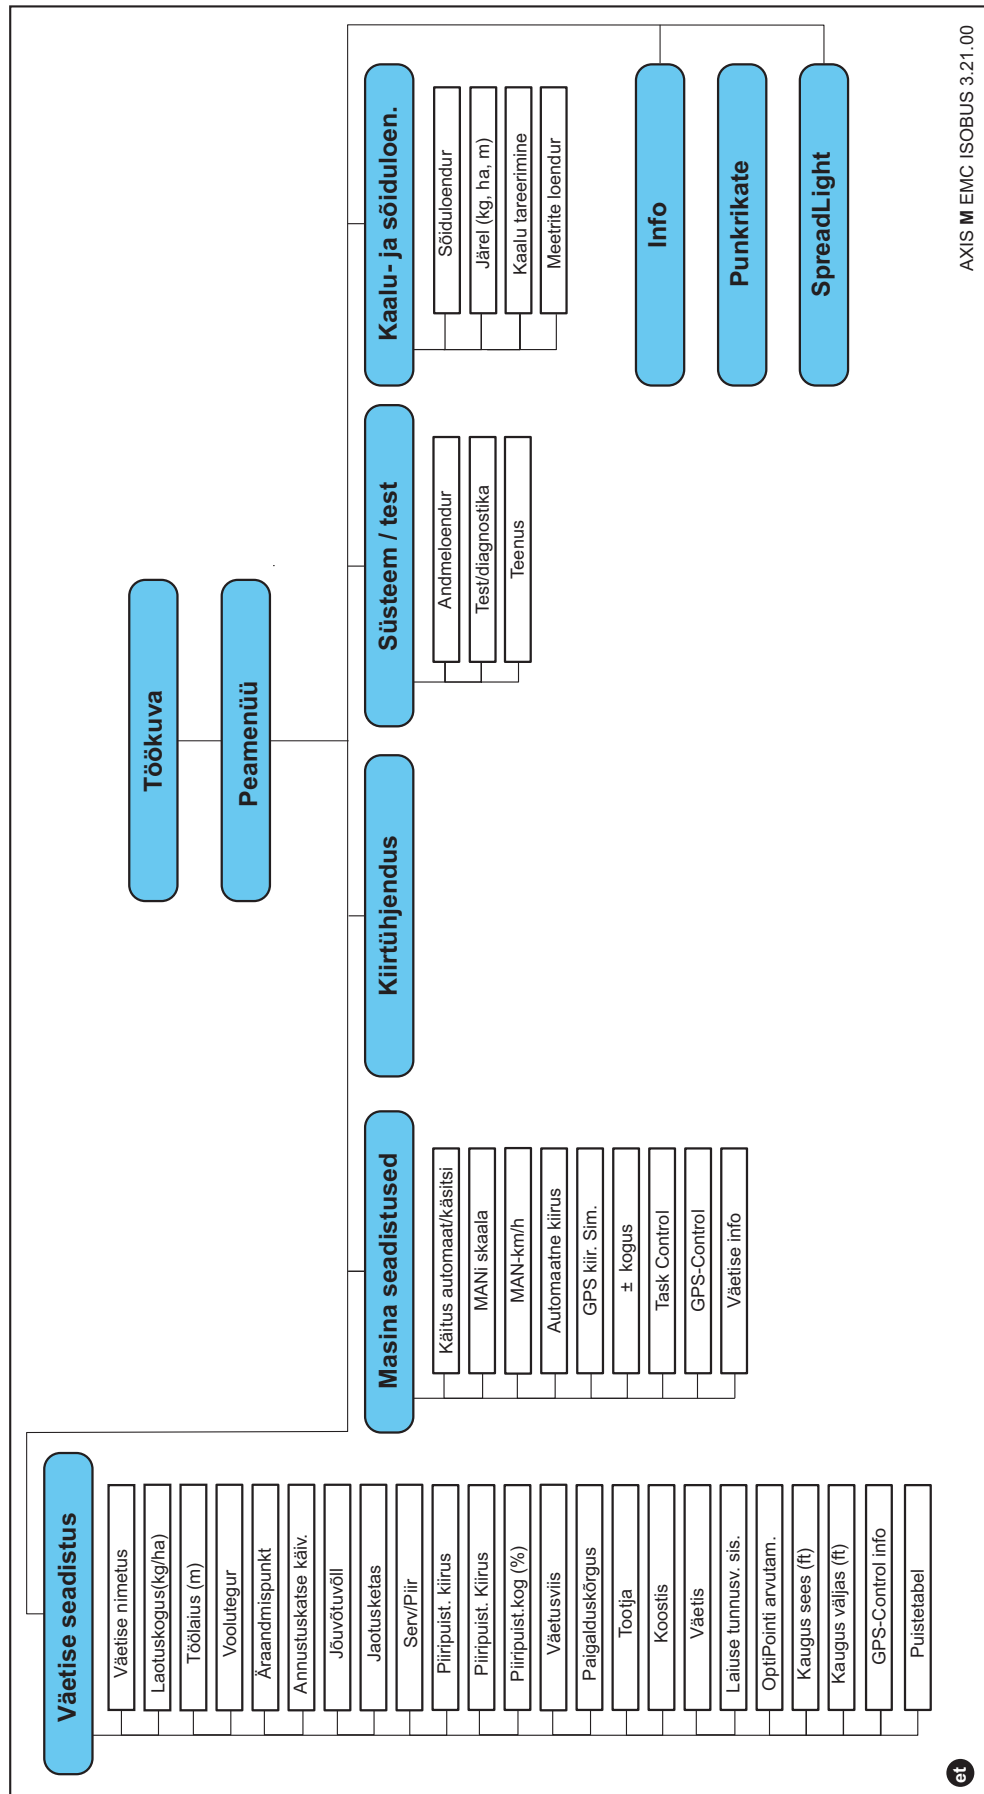 Töökuva
Peamenüü
Väetise seadistus
Väetise nimetus
Laotuskogus(kg/ha)
Töölaius (m)
Voolutegur
Äraandmispunkt
Annustuskatse käiv.
Jõuvõtuvõll
Jaotusketas
Serv/Piir
Piiripuist. kiirus
Piiripuist. Kiirus
Piiripuist.kog (%)
Väetusviis
Paigalduskõrgus
Tootja
Koostis
Väetis
Laiuse tunnusv. sis.
OptiPointi arvutam.
Kaugus sees (ft)
Kaugus väljas (ft)
GPS-Control info
Puistetabel
Masina seadistused
Käitus automaat/käsitsi
MANi skaala
MAN-km/h
Automaatne kiirus
GPS kiir. Sim.
± kogus
Task Control
GPS-Control
Väetise info
Kiirtühjendus
Süsteem / test
Andmeloendur
Test/diagnostika
Teenus
Kaalu- ja sõiduloen.
Sõiduloendur
Järel (kg, ha, m)
Kaalu tareerimine
Meetrite loendur
Info
Punkrikate
SpreadLight
et
AXIS M EMC ISOBUS 3.21.00